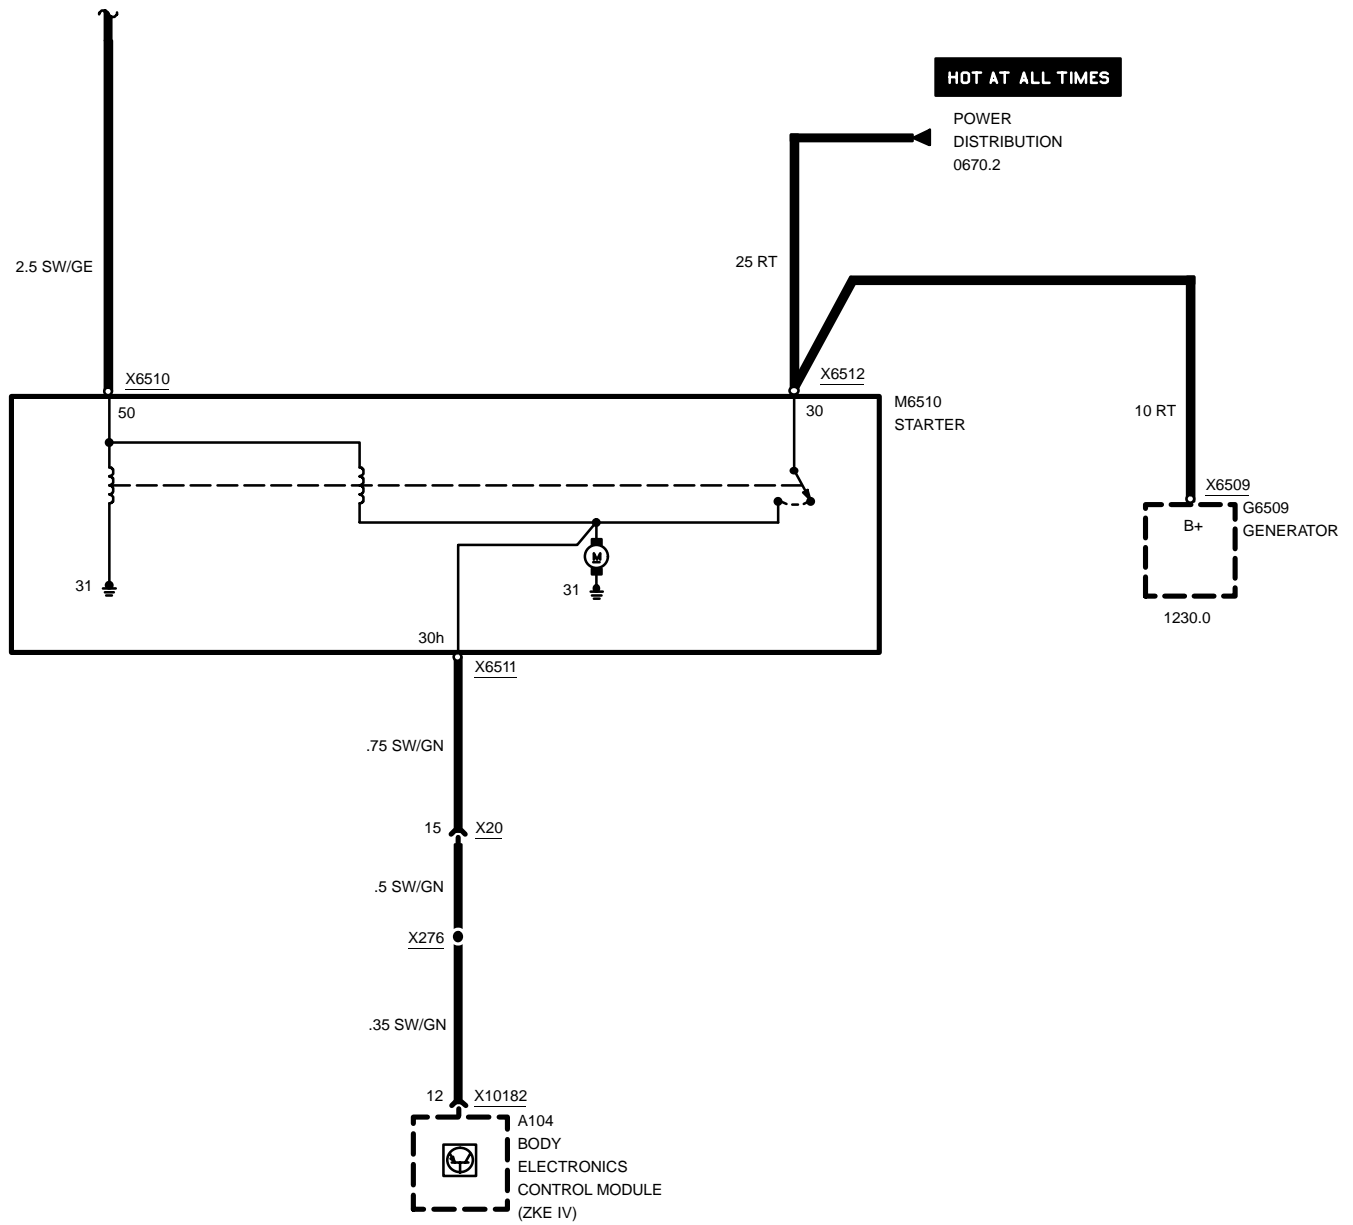 HOT AT ALL TIMES
POWER
DISTRIBUTION
0670.2
25 RT
2.5 SW/GE
X6510
X6512
50
30
M6510
STARTER
10 RT
X6509
G6509
GENERATOR
B+
31
31
1230.0
30h
X6511
.75 SW/GN
15
X20
.5 SW/GN
X276
.35 SW/GN
12
X10182
A104
BODY
ELECTRONICS
CONTROL MODULE
(ZKE IV)
M